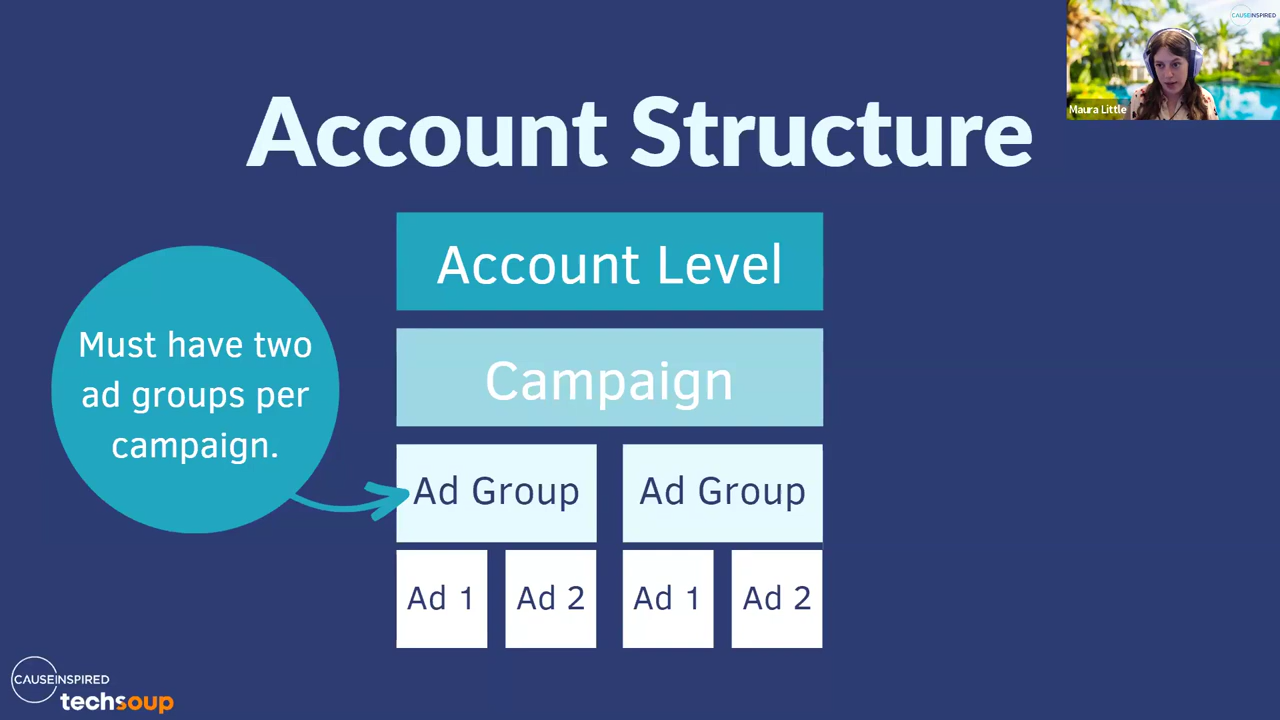 CAUSEINSPIRED
Maura Little
Account Structure
Account Level
Must have two
ad groups per
campaign.
Campaign
Ad Group Ad Group
Ad 1 Ad 2 Ad 1 Ad 2
CAUSEINSPIRED
techsoup